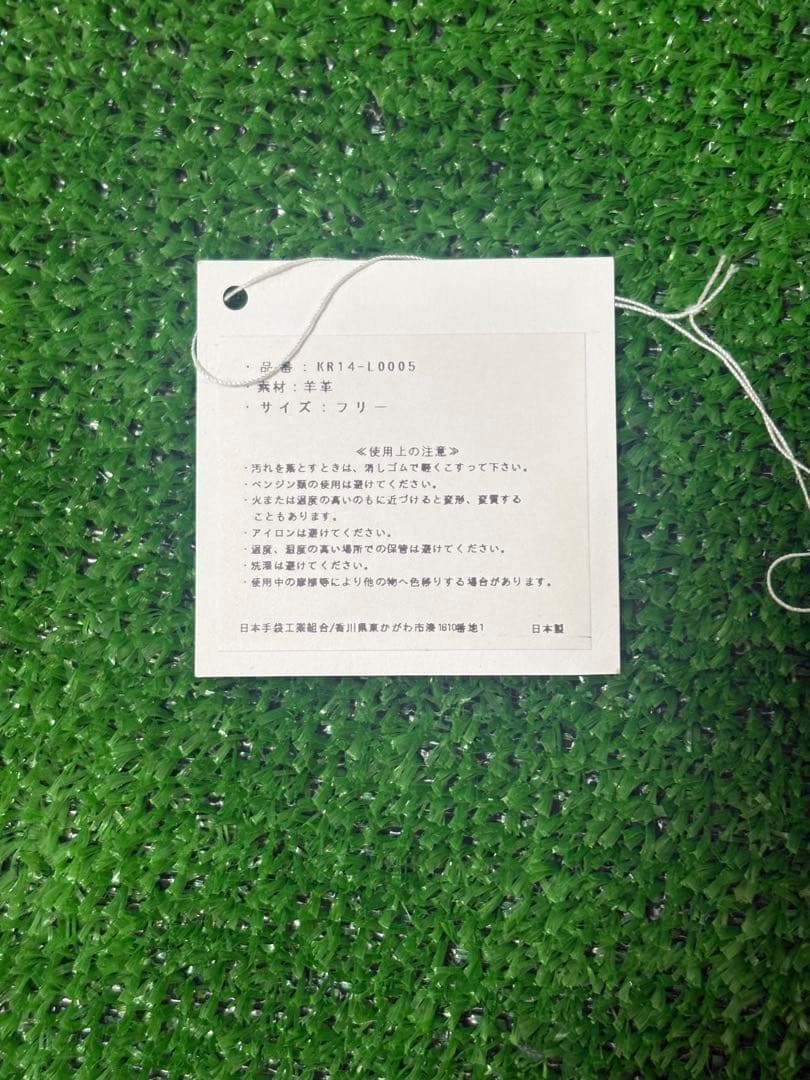 ・品番：KR14-L0005
・素材：羊革
・サイズ：フリー
≪使用上の注意≫
・汚れを落とすときは、消しゴムで軽くこすって下さい。
・ベンジン類の使用は避けてください。
・火または温度の高いのもに近づけると変形、変質する
こともあります。
・アイロンは避けてください。
・温度、湿度の高い場所での保管は避けてください。
・洗濯は避けてください。
・使用中の摩擦等により他の物へ色移りする場合があります。
日本手袋工業組合/香川県東かがわ市湊1810番地1 日本製